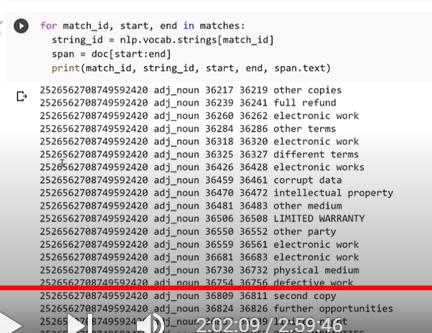 for match_id, start, end in matches:
string_id = nlp.vocab.strings[match_id]
span = doc[start:end]
print(match_id, string_id, start, end, span.text)
2526562708749592420 adj_noun 36217 36219 other copies
2526562708749592420 adj_noun 36239 36241 full refund
2526562708749592420 adj_noun 36260 36262 electronic work
2526562708749592420 adj_noun 36284 36286 other terms
2526562708749592420 adj_noun 36318 36320 electronic work
2526562708749592420 adj_noun 36325 36327 different terms
2526562708749592420 adj_noun 36426 36428 electronic works
2526562708749592420 adj_noun 36459 36461 corrupt data
2526562708749592420 adj_noun 36470 36472 intellectual property
2526562708749592420 adj_noun 36481 36483 other medium
2526562708749592420 adj_noun 36506 36508 LIMITED WARRANTY
2526562708749592420 adj_noun 36550 36552 other party
2526562708749592420 adj_noun 36559 36561 electronic work
2526562708749592420 adj_noun 36681 36683 electronic work
2526562708749592420 adj_noun 36730 36732 physical medium
2526562708749592420 adj_noun 36754 36756 defective work
2526562708749592420 adj_noun 36809 36811 second copy
2526562708749592420 adj_noun 36824 36826 further opportunities
2:02:09 / 2:59:46